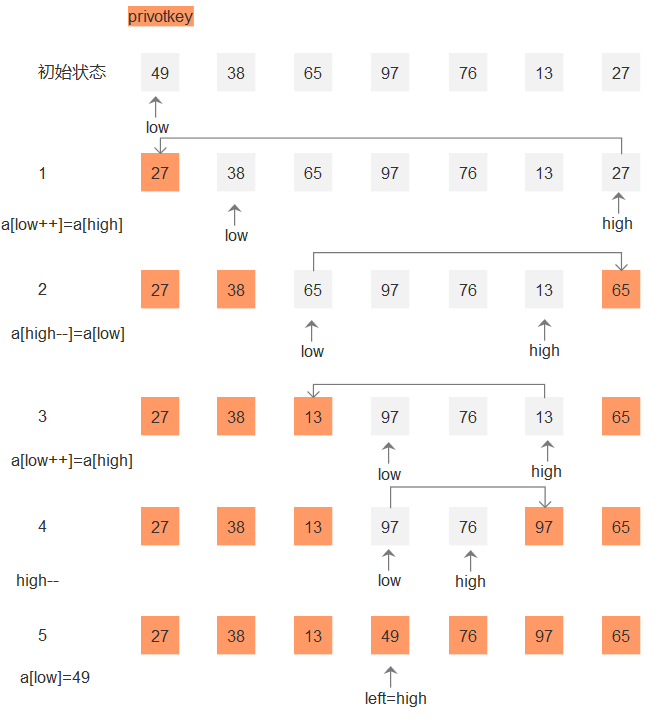 privotkey
初始状态 49 38 65 97 76 13 27
low
1 27 38 65 97 76 13 27
a[low++]=a[high] low high
2 27 38 65 97 76 13 65
a[high--]=a[low] low high
3 27 38 13 97 76 13 65
a[low++]=a[high] low high
4 27 38 13 97 76 97 65
high-- low high
5 27 38 13 49 76 97 65
a[low]=49
left=high